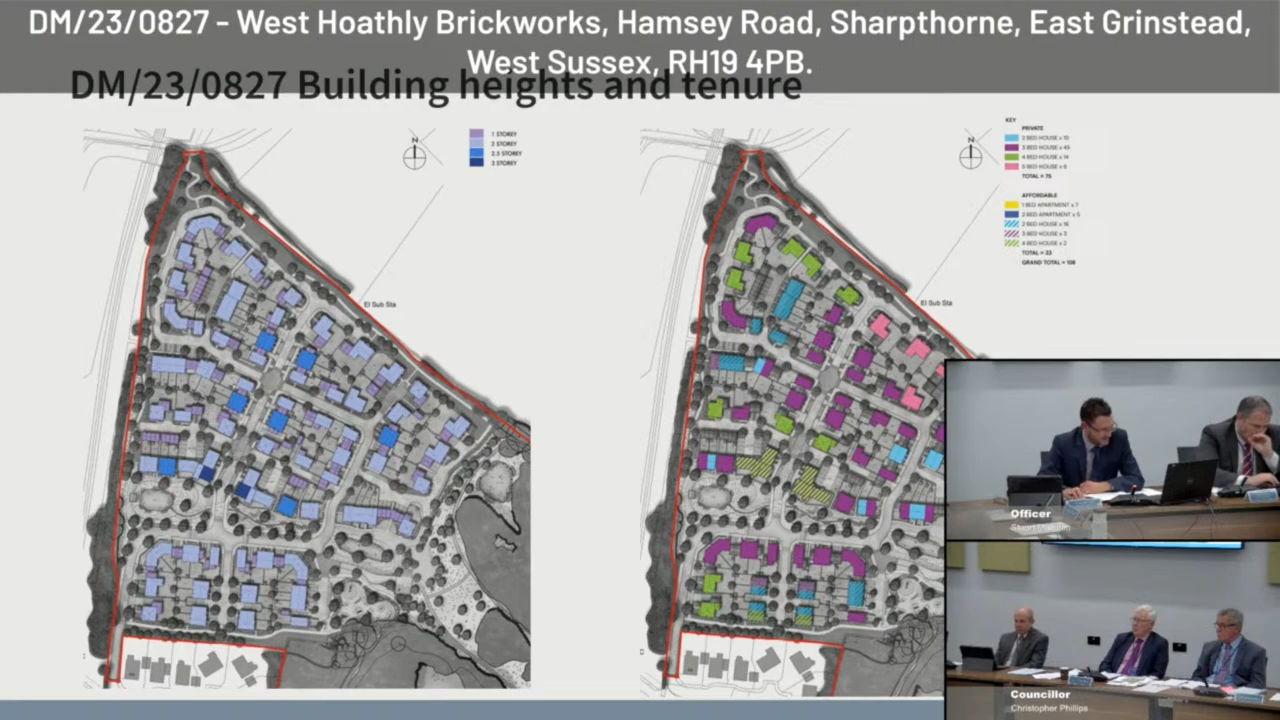 DM/23/0827 - West Hoathly Brickworks, Hamsey Road, Sharpthorne, East Grinstead,
West Sussex, RH19 4PB.
DM/23/0827 Building heights and tenure
N
1 STOREY
2 STOREY
2.5 STOREY
3 STOREY
El Sub Sta
N
KEY
PRIVATE
2 BED HOUSE x 10
3 BED HOUSE x 45
4 BED HOUSE x 14
5 BED HOUSE x 6
TOTAL = 75
AFFORDABLE
1 BED APARTMENT x 7
2 BED APARTMENT x 5
2 BED HOUSE x 16
3 BED HOUSE x 3
4 BED HOUSE x 2
TOTAL = 33
GRAND TOTAL = 108
El Sub Sta
Officer
Councillor
Christopher Phillips